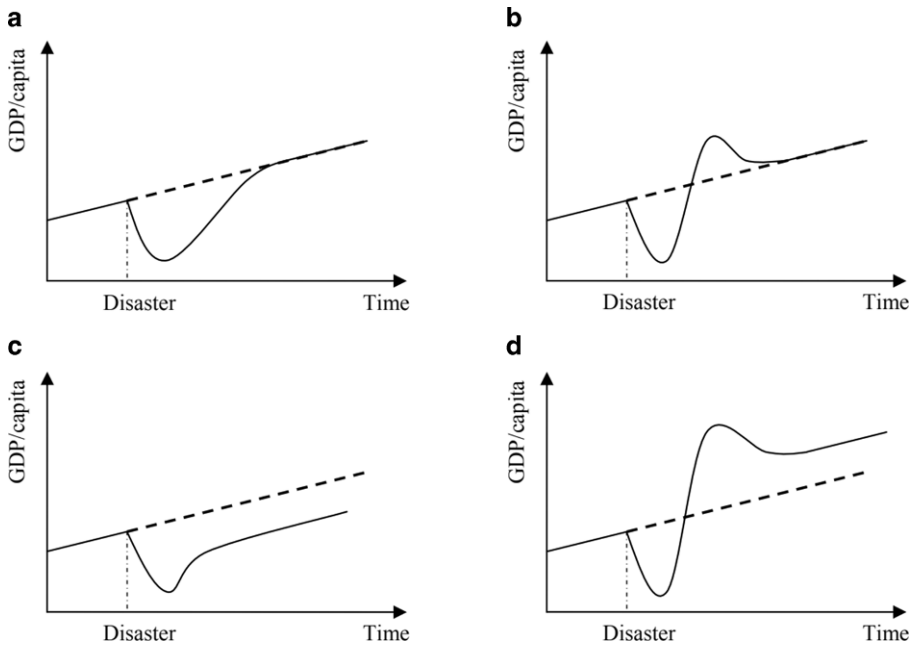 a
GDP/capita
Disaster
Time
b
GDP/capita
Disaster
Time
c
GDP/capita
Disaster
Time
d
GDP/capita
Disaster
Time